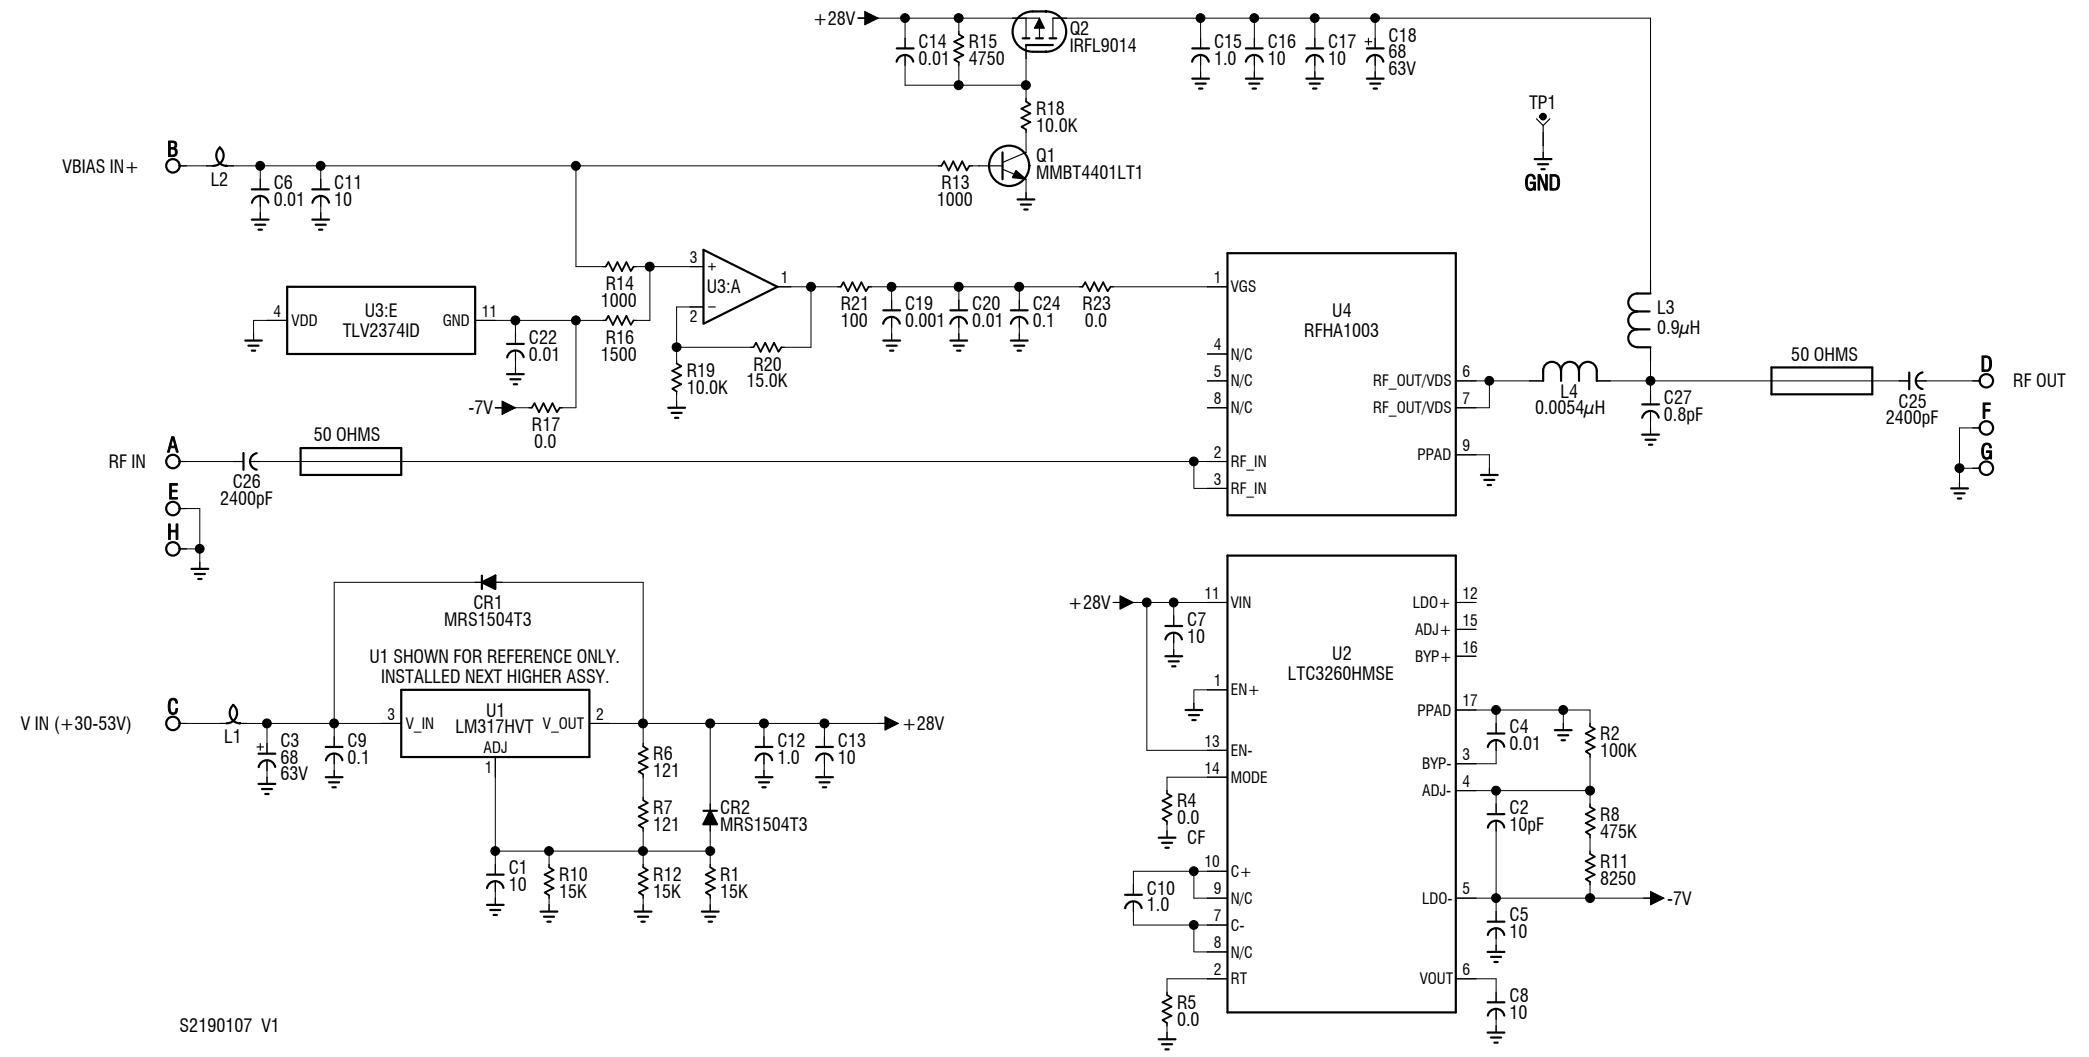 +28V
C14
0.01
R15
4750
Q2
IRFL9014
C15
1.0
C16
10
C17
10
+
C18
68
63V
R18
10.0K
TP1
GND
VBIAS IN+
B
L2
C6
0.01
C11
10
R13
1000
Q1
MMBT4401LT1
R14
1000
3
+
U3:A
−
2
1
4
VDD
U3:E
TLV2374ID
GND
11
C22
0.01
R16
1500
R19
10.0K
R20
15.0K
-7V
R17
0.0
R21
100
C19
0.001
C20
0.01
C24
0.1
R23
0.0
1
VGS
U4
RFHA1003
4
N/C
5
N/C
8
N/C
RF_OUT/VDS
6
RF_OUT/VDS
7
PPAD
9
2
RF_IN
3
RF_IN
L3
0.9µH
L4
0.0054µH
C27
0.8pF
50 OHMS
C25
2400pF
D
RF OUT
F
G
RF IN
A
C26
2400pF
50 OHMS
E
H
CR1
MRS1504T3
U1 SHOWN FOR REFERENCE ONLY.
INSTALLED NEXT HIGHER ASSY.
V IN (+30-53V)
C
L1
+
C3
68
63V
C9
0.1
3
V_IN
U1
LM317HVT
V_OUT
2
ADJ
1
R6
121
R7
121
CR2
MRS1504T3
C12
1.0
C13
10
+28V
C1
10
R10
15K
R12
15K
R1
15K
+28V
C7
10
11
VIN
U2
LTC3260HMSE
1
EN+
13
EN-
14
MODE
R4
0.0
CF
10
C+
9
N/C
C10
1.0
7
C-
8
N/C
2
RT
R5
0.0
LDO+
12
ADJ+
15
BYP+
16
PPAD
17
C4
0.01
R2
100K
BYP-
3
ADJ-
4
C2
10pF
R8
475K
R11
8250
LDO-
5
-7V
C5
10
VOUT
6
C8
10
S2190107 V1